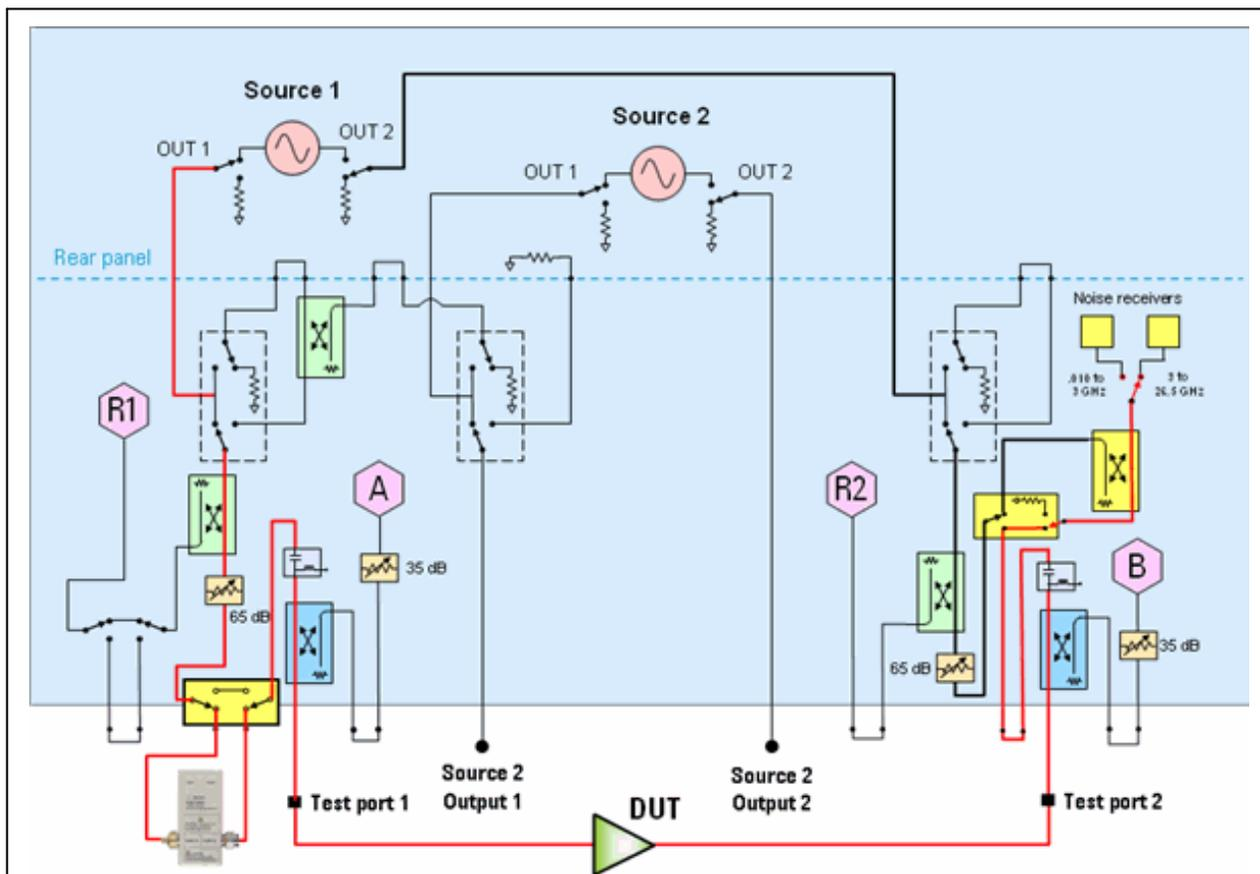 Source 1
OUT 1
OUT 2
Source 2
OUT 1
OUT 2
Rear panel
Noise receivers
.010 to
3 GHz
3 to
26.5 GHz
R1
A
R2
B
35 dB
65 dB
65 dB
35 dB
Source 2
Output 1
Source 2
Output 2
Test port 1
DUT
Test port 2